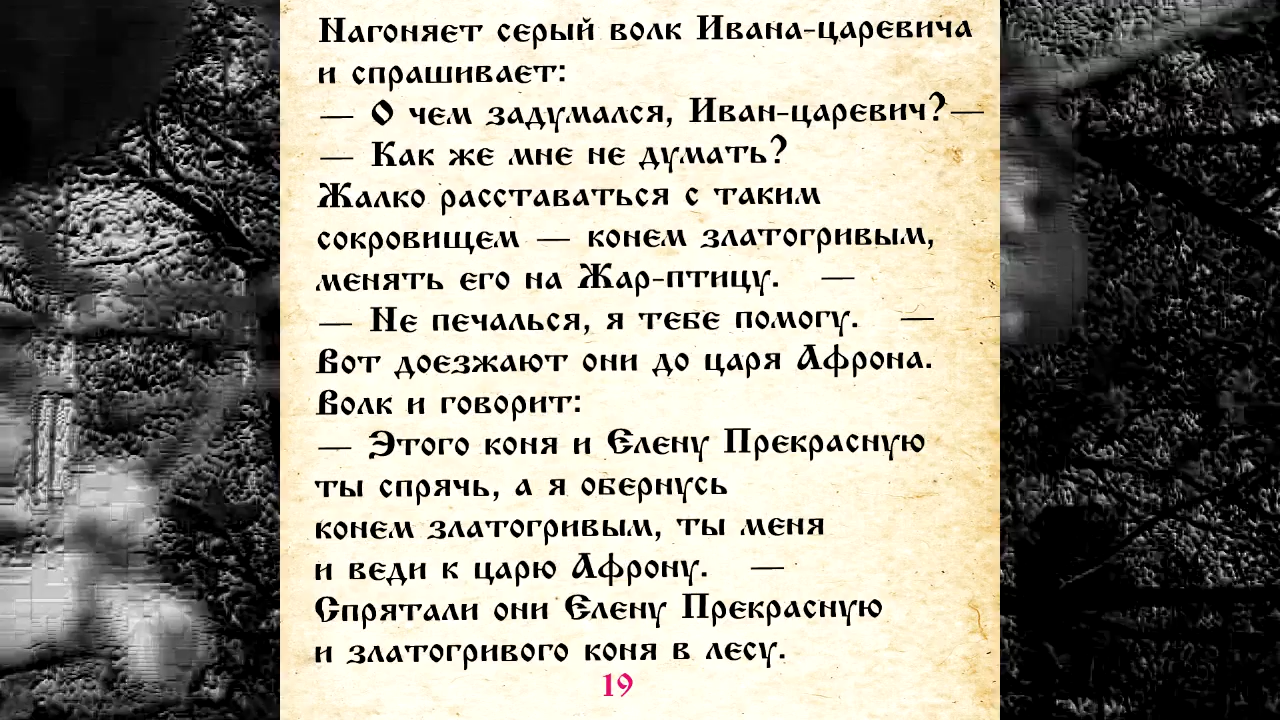 Нагоняет серый волк Ивана-царевича
и спрашивает:
— О чем задумался, Иван-царевич?—
— Как же мне не думать?
Жалко расставаться с таким
сокровищем — конем златогривым,
менять его на Жар-птицу. —
— Не печалься, я тебе помогу. —
Вот доезжают они до царя Афрона.
Волк и говорит:
— Этого коня и Елену Прекрасную
ты спрячь, а я обернусь
конем златогривым, ты меня
и веди к царю Афрону. —
Спрятали они Елену Прекрасную
и златогривого коня в лесу.
19